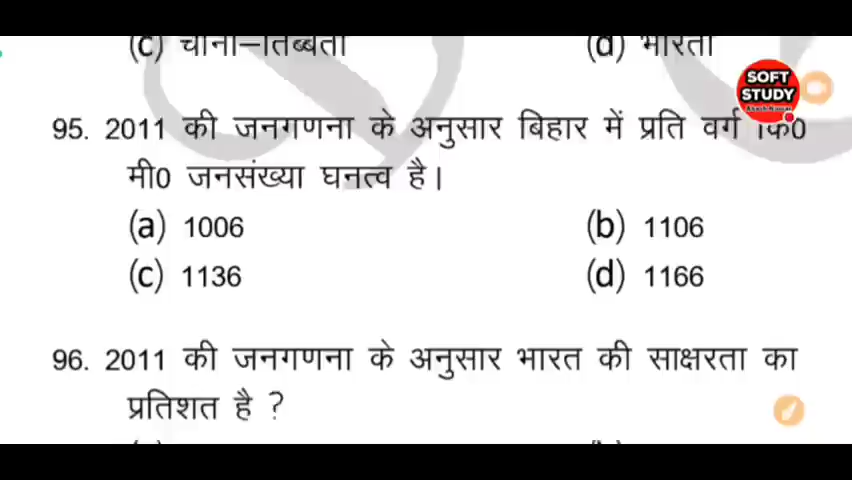 (c) चीनी–तिब्बती (d) भारती
SOFT
STUDY
95. 2011 की जनगणना के अनुसार बिहार में प्रति वर्ग कि0
मी0 जनसंख्या घनत्व है।
(a) 1006 (b) 1106
(c) 1136 (d) 1166
96. 2011 की जनगणना के अनुसार भारत की साक्षरता का
प्रतिशत है ?